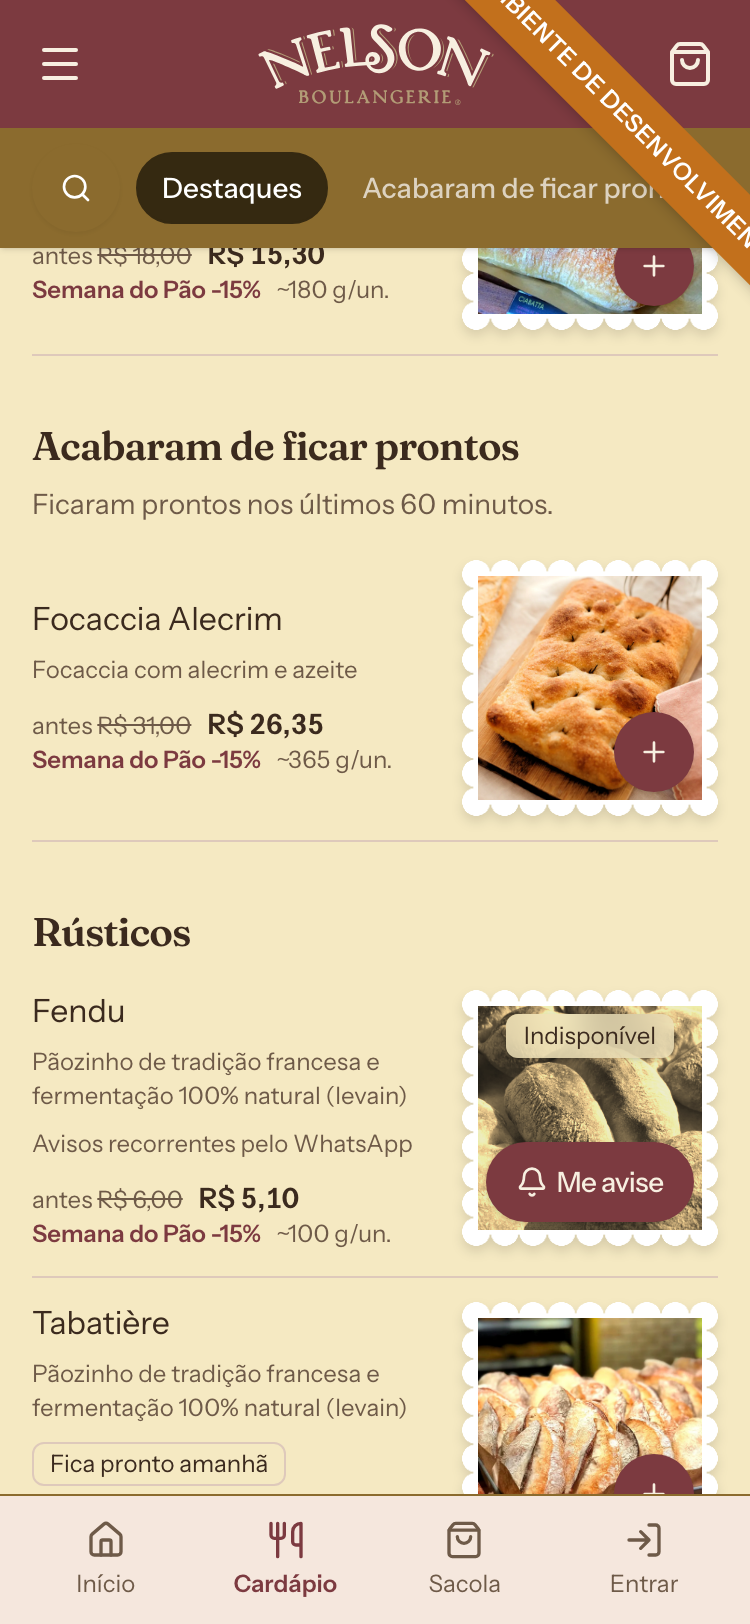 NELSON
BOULANGERIE
BIENTE DE DESENVOLVIMEN
Destaques
Acabaram de ficar pron
antes R$ 18,00 R$ 15,30
Semana do Pão -15% ~180 g/un.
CIABATTA
Acabaram de ficar prontos
Ficaram prontos nos últimos 60 minutos.
Focaccia Alecrim
Focaccia com alecrim e azeite
antes R$ 31,00 R$ 26,35
Semana do Pão -15% ~365 g/un.
Rústicos
Fendu
Indisponível
Pãozinho de tradição francesa e
fermentação 100% natural (levain)
Avisos recorrentes pelo WhatsApp
Me avise
antes R$ 6,00 R$ 5,10
Semana do Pão -15% ~100 g/un.
Tabatière
Pãozinho de tradição francesa e
fermentação 100% natural (levain)
Fica pronto amanhã
Início
Cardápio
Sacola
Entrar